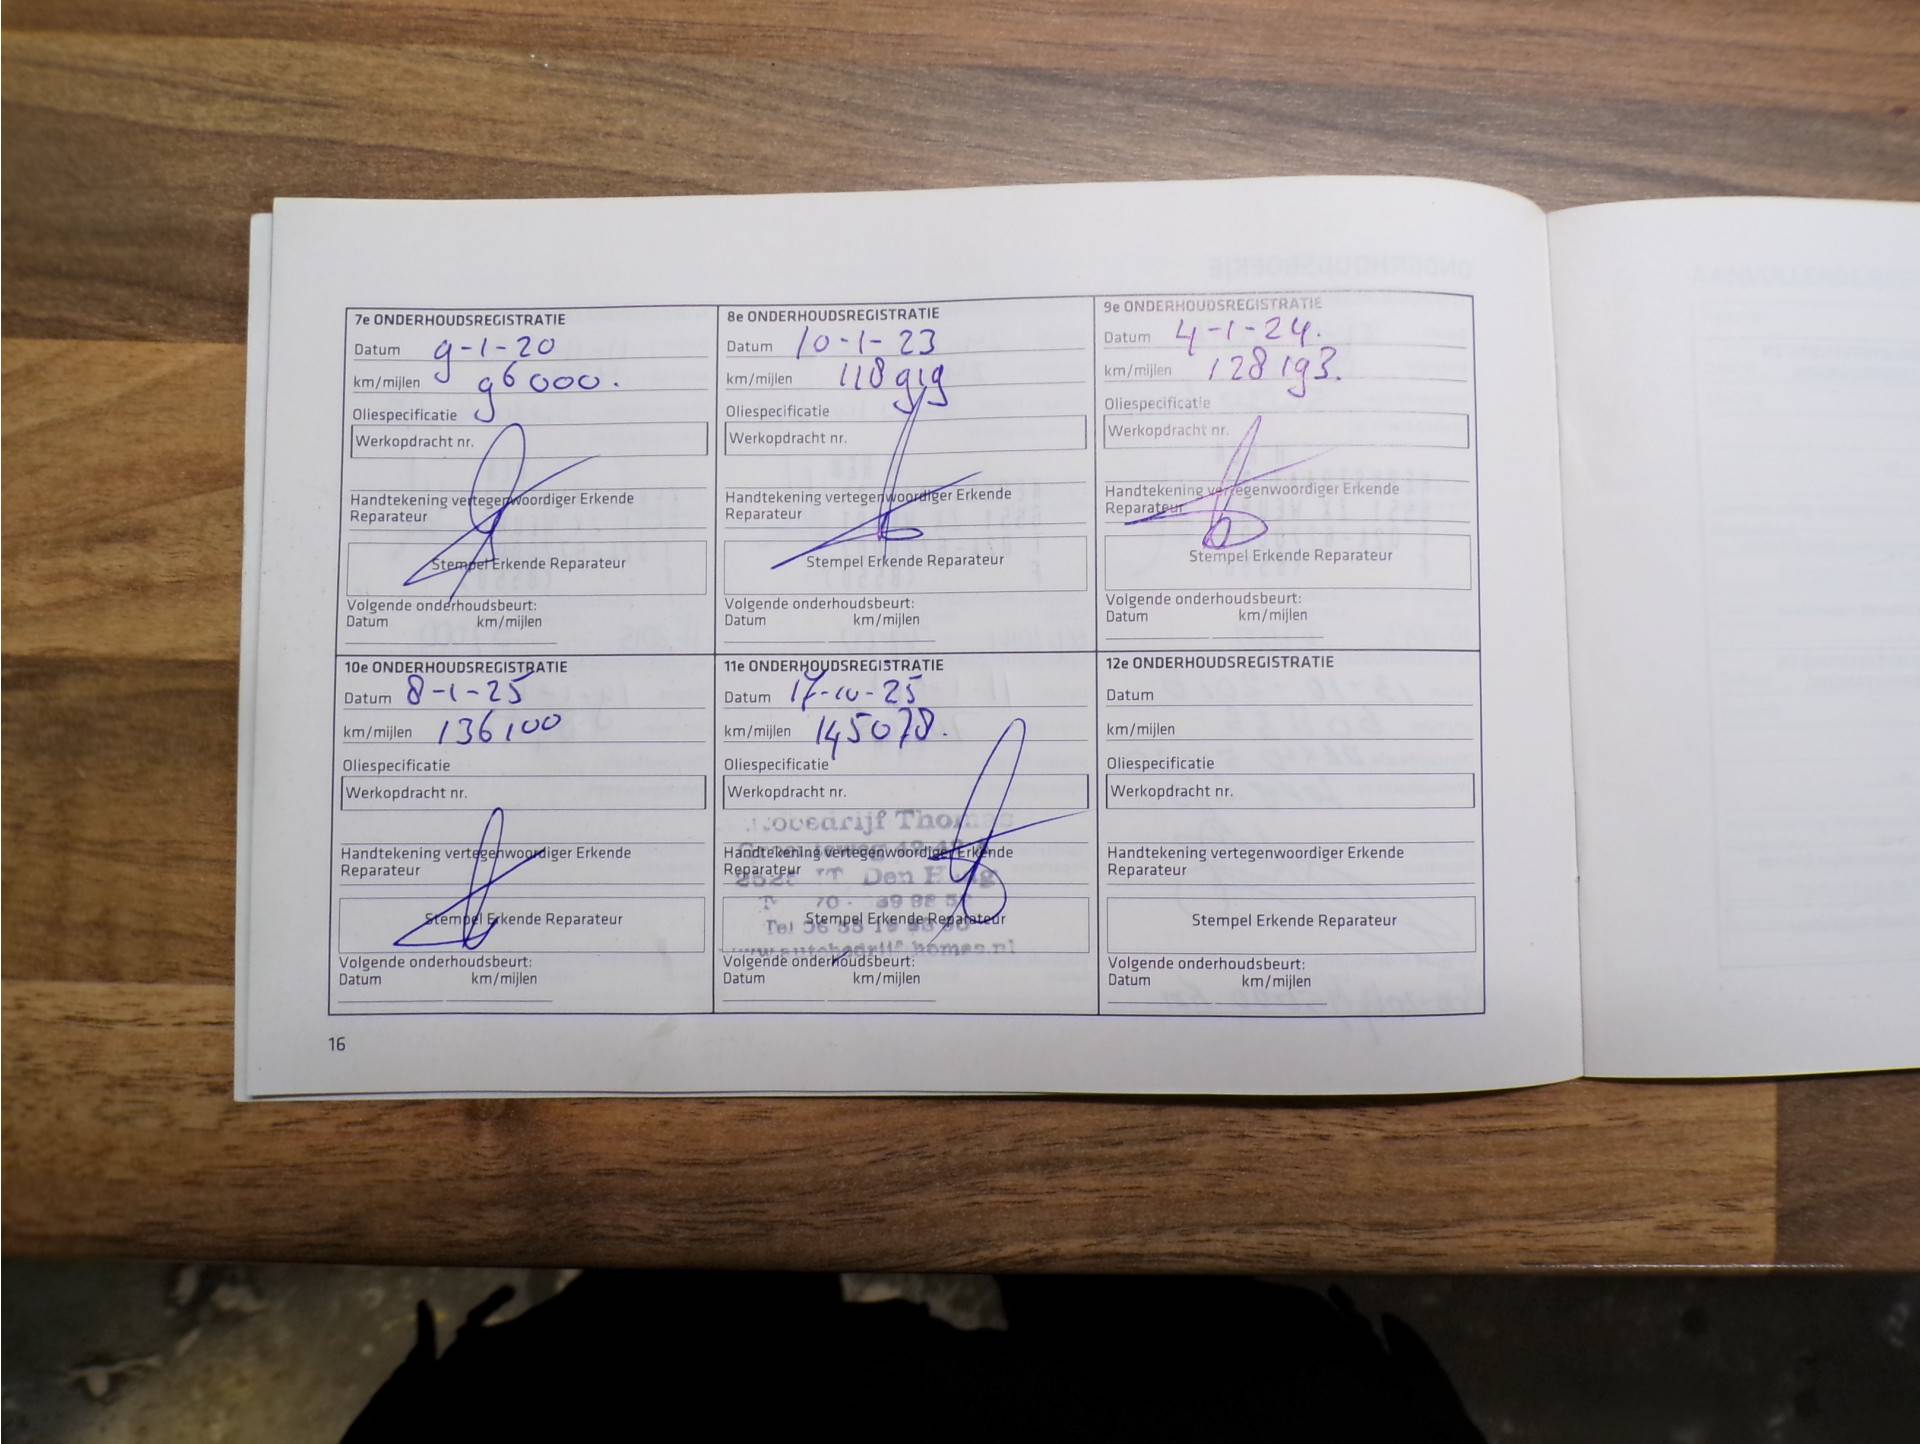 7e ONDERHOUDSREGISTRATIE
Datum 9-1-20
km/mijlen 96000.
Oliespecificatie
Werkopdracht nr.
Handtekening vertegenwoordiger Erkende
Reparateur
Stempel Erkende Reparateur
Volgende onderhoudsbeurt:
Datum km/mijlen
8e ONDERHOUDSREGISTRATIE
Datum 10-1-23
km/mijlen 118919
Oliespecificatie
Werkopdracht nr.
Handtekening vertegenwoordiger Erkende
Reparateur
Stempel Erkende Reparateur
Volgende onderhoudsbeurt:
Datum km/mijlen
9e ONDERHOUDSREGISTRATIE
Datum 4-1-24.
km/mijlen 128193.
Oliespecificatie
Werkopdracht nr.
Handtekening vertegenwoordiger Erkende
Reparateur
Stempel Erkende Reparateur
Volgende onderhoudsbeurt:
Datum km/mijlen
10e ONDERHOUDSREGISTRATIE
Datum 8-1-25
km/mijlen 136100
Oliespecificatie
Werkopdracht nr.
Handtekening vertegenwoordiger Erkende
Reparateur
Stempel Erkende Reparateur
Volgende onderhoudsbeurt:
Datum km/mijlen
11e ONDERHOUDSREGISTRATIE
Datum 17-10-25
km/mijlen 145078.
Oliespecificatie
Werkopdracht nr.
Thomas
Handtekening vertegenwoordiger Erkende
Reparateur
Den Haag
Stempel Erkende Reparateur
Tel
Volgende onderhoudsbeurt:
Datum km/mijlen
12e ONDERHOUDSREGISTRATIE
Datum
km/mijlen
Oliespecificatie
Werkopdracht nr.
Handtekening vertegenwoordiger Erkende
Reparateur
Stempel Erkende Reparateur
Volgende onderhoudsbeurt:
Datum km/mijlen
16